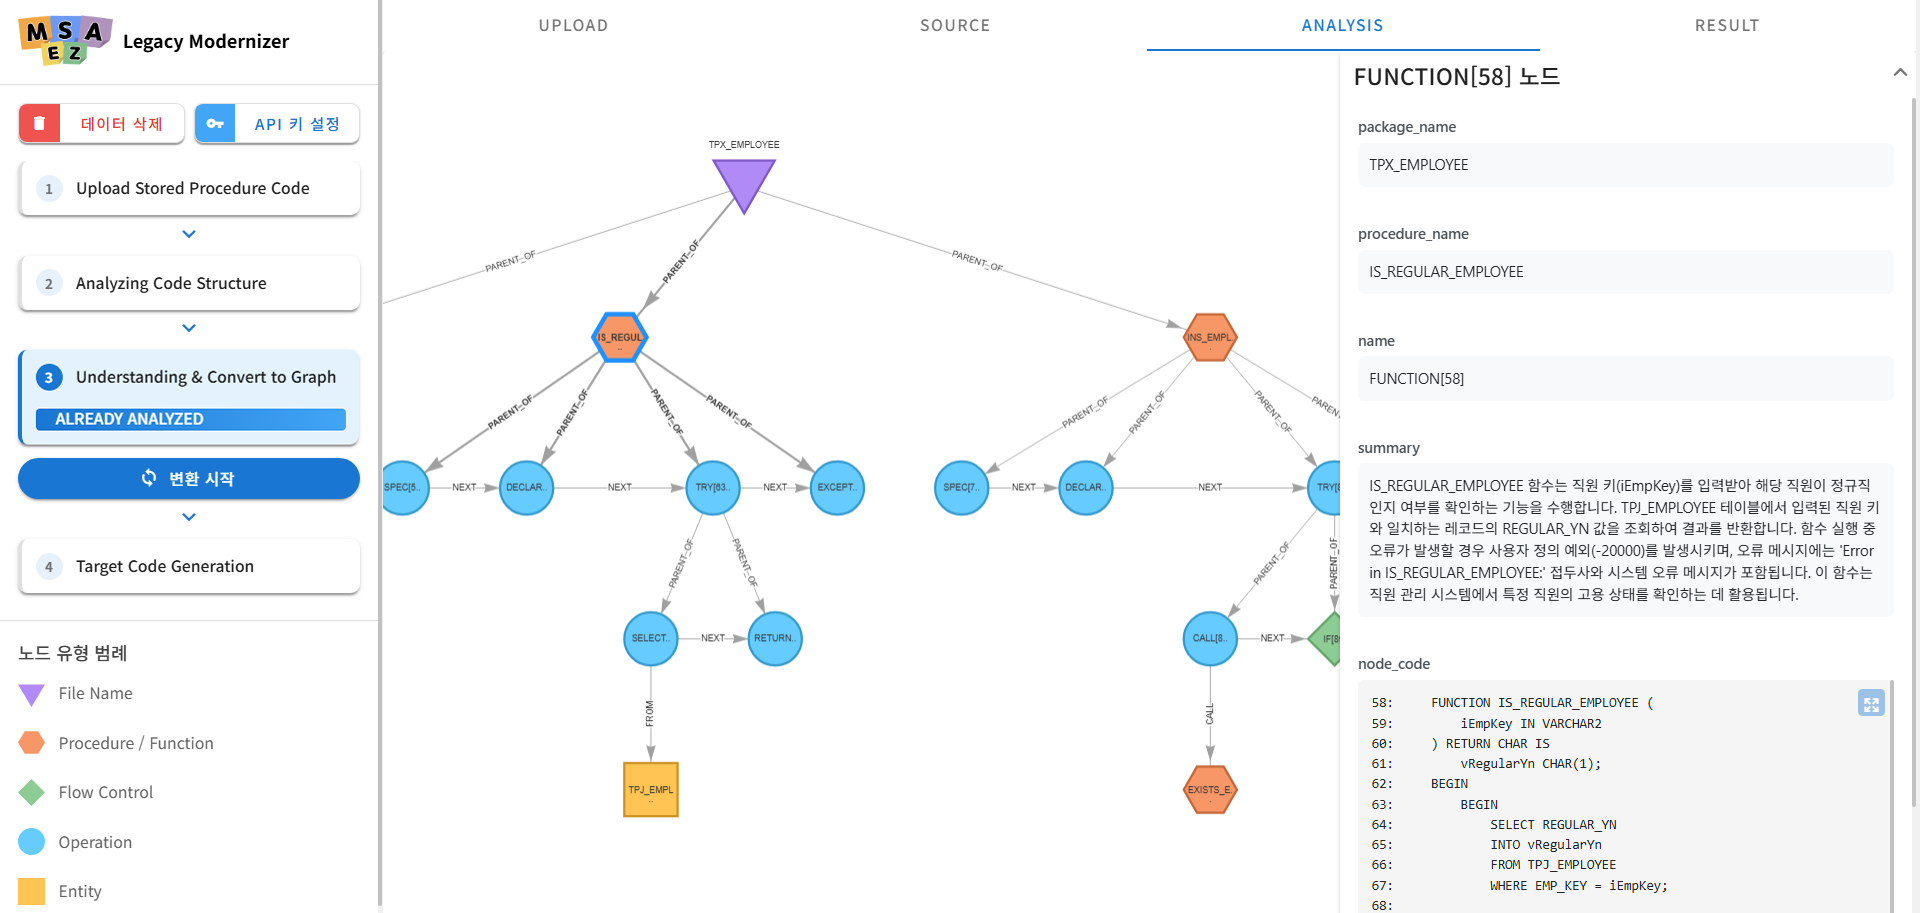 MSA
EZ
Legacy Modernizer
데이터 삭제
API 키 설정
1 Upload Stored Procedure Code
2 Analyzing Code Structure
3 Understanding & Convert to Graph
ALREADY ANALYZED
변환 시작
4 Target Code Generation
노드 유형 범례
File Name
Procedure / Function
Flow Control
Operation
Entity
UPLOAD
SOURCE
ANALYSIS
RESULT
TPX_EMPLOYEE
PARENT_OF
PARENT_OF
PARENT_OF
IS_REGUL...
INS_EMPL...
PARENT_OF
PARENT_OF
PARENT_OF
PARENT_OF
PARENT_OF
PARENT_OF
PARENT_OF
SPEC[5..
NEXT
DECLAR..
NEXT
TRY[63..
NEXT
EXCEPT..
SPEC[7..
NEXT
DECLAR..
NEXT
PARENT_OF
PARENT_OF
PARENT_OF
PARENT_OF
SELECT..
NEXT
RETURN..
CALL[8..
NEXT
FROM
CALL
TPJ_EMPL...
EXISTS_E...
FUNCTION[58] 노드
package_name
TPX_EMPLOYEE
procedure_name
IS_REGULAR_EMPLOYEE
name
FUNCTION[58]
summary
IS_REGULAR_EMPLOYEE 함수는 직원 키(iEmpKey)를 입력받아 해당 직원이 정규직
인지 여부를 확인하는 기능을 수행합니다. TPJ_EMPLOYEE 테이블에서 입력된 직원 키
와 일치하는 레코드의 REGULAR_YN 값을 조회하여 결과를 반환합니다. 함수 실행 중
오류가 발생할 경우 사용자 정의 예외(-20000)를 발생시키며, 오류 메시지에는 'Error
in IS_REGULAR_EMPLOYEE:' 접두사와 시스템 오류 메시지가 포함됩니다. 이 함수는
직원 관리 시스템에서 특정 직원의 고용 상태를 확인하는 데 활용됩니다.
node_code
58: FUNCTION IS_REGULAR_EMPLOYEE (
59: iEmpKey IN VARCHAR2
60: ) RETURN CHAR IS
61: vRegularYn CHAR(1);
62: BEGIN
63: BEGIN
64: SELECT REGULAR_YN
65: INTO vRegularYn
66: FROM TPJ_EMPLOYEE
67: WHERE EMP_KEY = iEmpKey;
68: